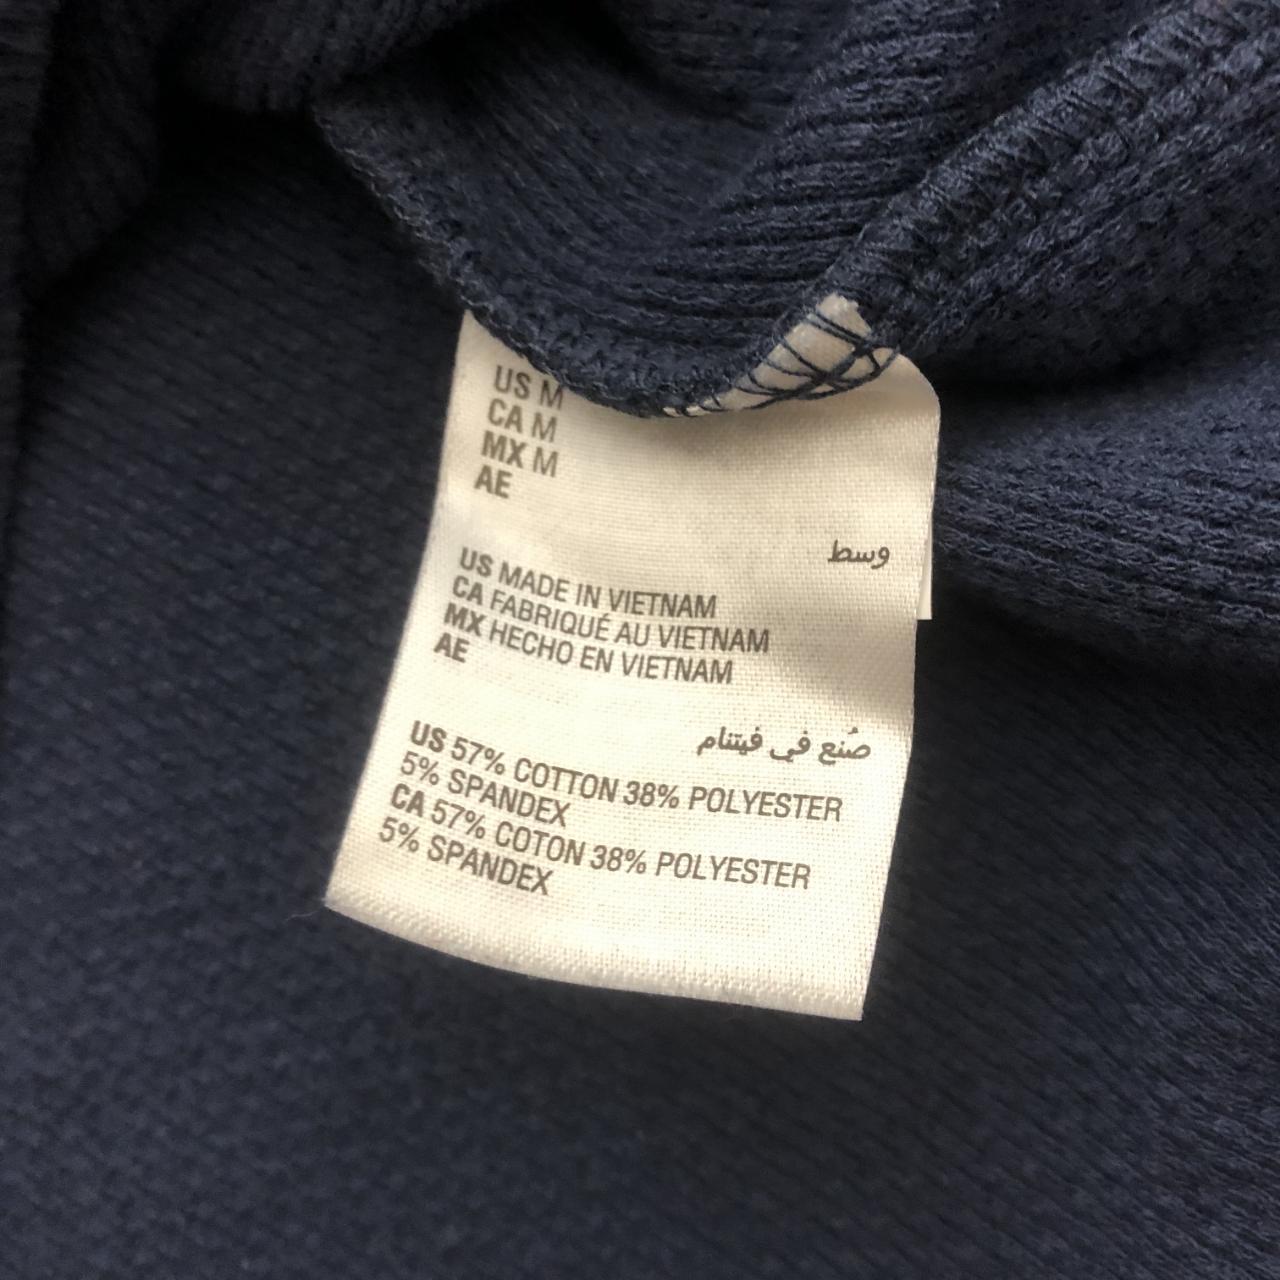 US M
CA M
MX M
AE
وسط
US MADE IN VIETNAM
CA FABRIQUÉ AU VIETNAM
MX HECHO EN VIETNAM
AE
صُنع في فيتنام
US 57% COTTON 38% POLYESTER
5% SPANDEX
CA 57% COTON 38% POLYESTER
5% SPANDEX